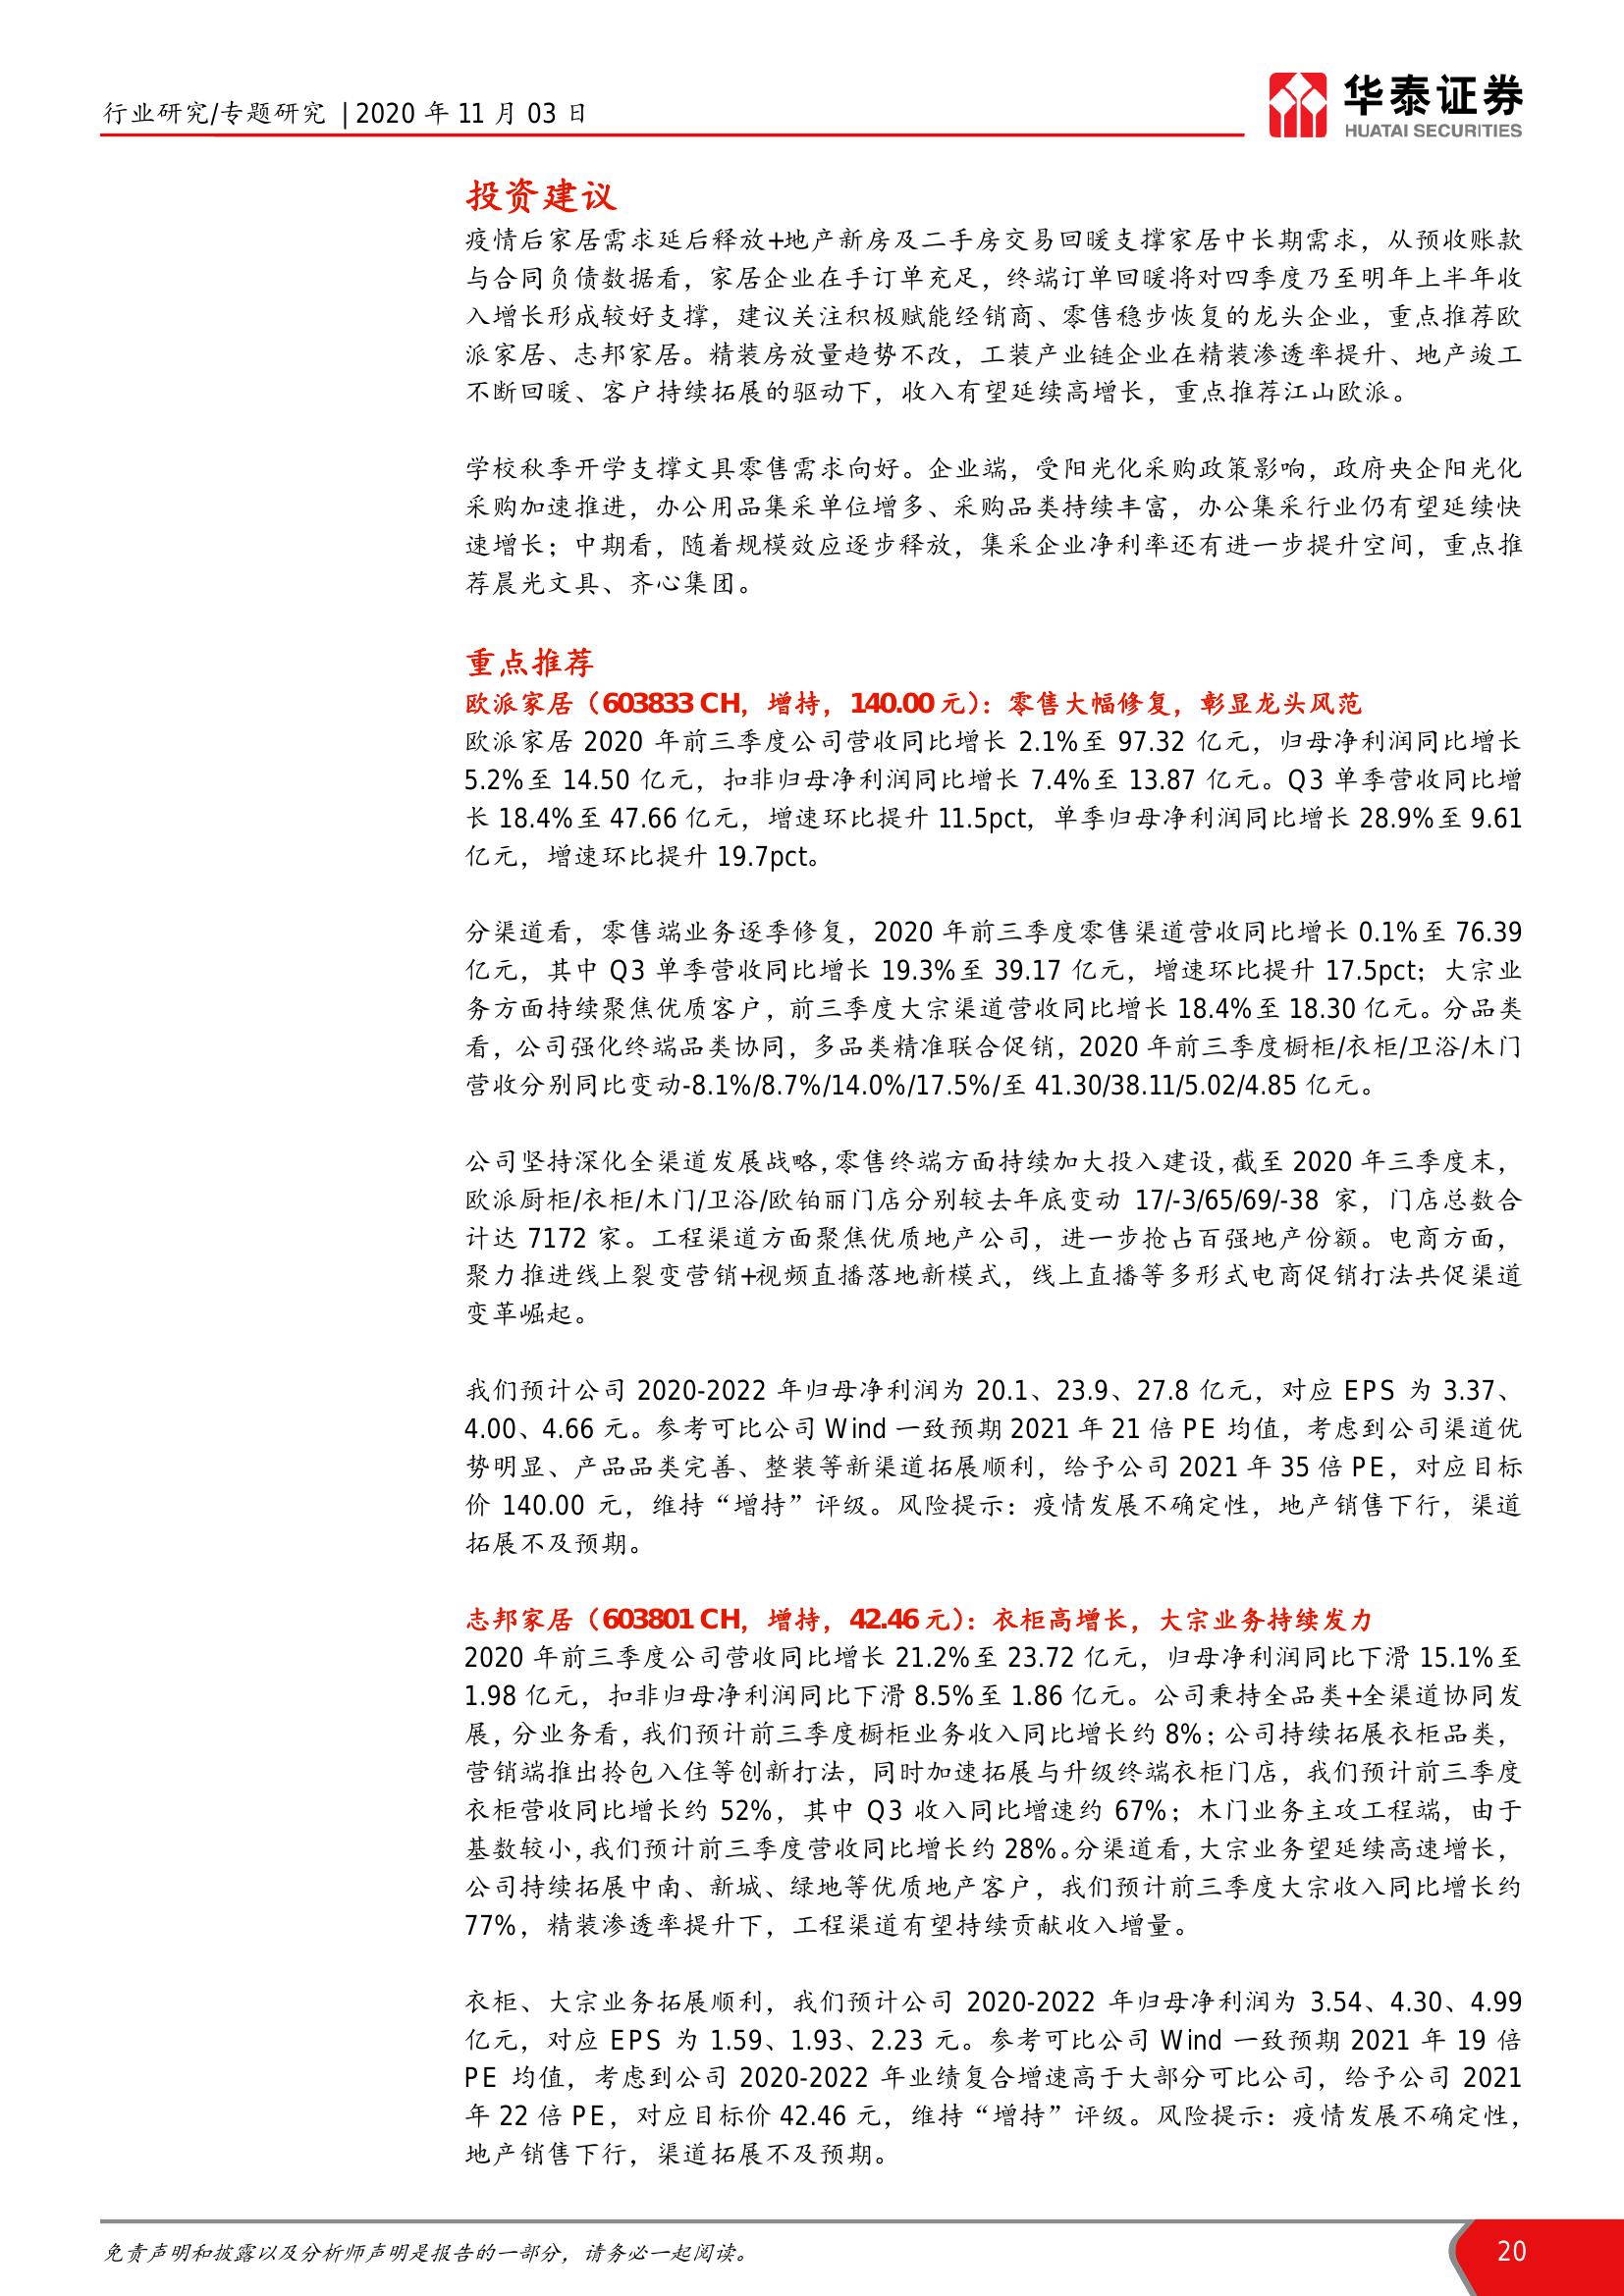 行业研究/专题研究 | 2020 年 11 月 03 日
华泰证券
HUATAI SECURITIES
投资建议
疫情后家居需求延后释放+地产新房及二手房交易回暖支撑家居中长期需求，从预收账款
与合同负债数据看，家居企业在手订单充足，终端订单回暖将对四季度乃至明年上半年收
入增长形成较好支撑，建议关注积极赋能经销商、零售稳步恢复的龙头企业，重点推荐欧
派家居、志邦家居。精装房放量趋势不改，工装产业链企业在精装渗透率提升、地产竣工
不断回暖、客户持续拓展的驱动下，收入有望延续高增长，重点推荐江山欧派。
学校秋季开学支撑文具零售需求向好。企业端，受阳光化采购政策影响，政府央企阳光化
采购加速推进，办公用品集采单位增多、采购品类持续丰富，办公集采行业仍有望延续快
速增长；中期看，随着规模效应逐步释放，集采企业净利率还有进一步提升空间，重点推
荐晨光文具、齐心集团。
重点推荐
欧派家居（603833 CH，增持，140.00 元）：零售大幅修复，彰显龙头风范
欧派家居 2020 年前三季度公司营收同比增长 2.1%至 97.32 亿元，归母净利润同比增长
5.2%至 14.50 亿元，扣非归母净利润同比增长 7.4%至 13.87 亿元。Q3 单季营收同比增
长 18.4%至 47.66 亿元，增速环比提升 11.5pct，单季归母净利润同比增长 28.9%至 9.61
亿元，增速环比提升 19.7pct。
分渠道看，零售端业务逐季修复，2020 年前三季度零售渠道营收同比增长 0.1%至 76.39
亿元，其中 Q3 单季营收同比增长 19.3%至 39.17 亿元，增速环比提升 17.5pct；大宗业
务方面持续聚焦优质客户，前三季度大宗渠道营收同比增长 18.4%至 18.30 亿元。分品类
看，公司强化终端品类协同，多品类精准联合促销，2020 年前三季度橱柜/衣柜/卫浴/木门
营收分别同比变动-8.1%/8.7%/14.0%/17.5%/至 41.30/38.11/5.02/4.85 亿元。
公司坚持深化全渠道发展战略，零售终端方面持续加大投入建设，截至 2020 年三季度末，
欧派厨柜/衣柜/木门/卫浴/欧铂丽门店分别较去年底变动 17/-3/65/69/-38 家，门店总数合
计达 7172 家。工程渠道方面聚焦优质地产公司，进一步抢占百强地产份额。电商方面，
聚力推进线上裂变营销+视频直播落地新模式，线上直播等多形式电商促销打法共促渠道
变革崛起。
我们预计公司 2020-2022 年归母净利润为 20.1、23.9、27.8 亿元，对应 EPS 为 3.37、
4.00、4.66 元。参考可比公司 Wind 一致预期 2021 年 21 倍 PE 均值，考虑到公司渠道优
势明显、产品品类完善、整装等新渠道拓展顺利，给予公司 2021 年 35 倍 PE，对应目标
价 140.00 元，维持“增持”评级。风险提示：疫情发展不确定性，地产销售下行，渠道
拓展不及预期。
志邦家居（603801 CH，增持，42.46 元）：衣柜高增长，大宗业务持续发力
2020 年前三季度公司营收同比增长 21.2%至 23.72 亿元，归母净利润同比下滑 15.1%至
1.98 亿元，扣非归母净利润同比下滑 8.5%至 1.86 亿元。公司秉持全品类+全渠道协同发
展，分业务看，我们预计前三季度橱柜业务收入同比增长约 8%；公司持续拓展衣柜品类，
营销端推出拎包入住等创新打法，同时加速拓展与升级终端衣柜门店，我们预计前三季度
衣柜营收同比增长约 52%，其中 Q3 收入同比增速约 67%；木门业务主攻工程端，由于
基数较小，我们预计前三季度营收同比增长约 28%。分渠道看，大宗业务望延续高速增长，
公司持续拓展中南、新城、绿地等优质地产客户，我们预计前三季度大宗收入同比增长约
77%，精装渗透率提升下，工程渠道有望持续贡献收入增量。
衣柜、大宗业务拓展顺利，我们预计公司 2020-2022 年归母净利润为 3.54、4.30、4.99
亿元，对应 EPS 为 1.59、1.93、2.23 元。参考可比公司 Wind 一致预期 2021 年 19 倍
PE 均值，考虑到公司 2020-2022 年业绩复合增速高于大部分可比公司，给予公司 2021
年 22 倍 PE，对应目标价 42.46 元，维持“增持”评级。风险提示：疫情发展不确定性，
地产销售下行，渠道拓展不及预期。
免责声明和披露以及分析师声明是报告的一部分，请务必一起阅读。
20